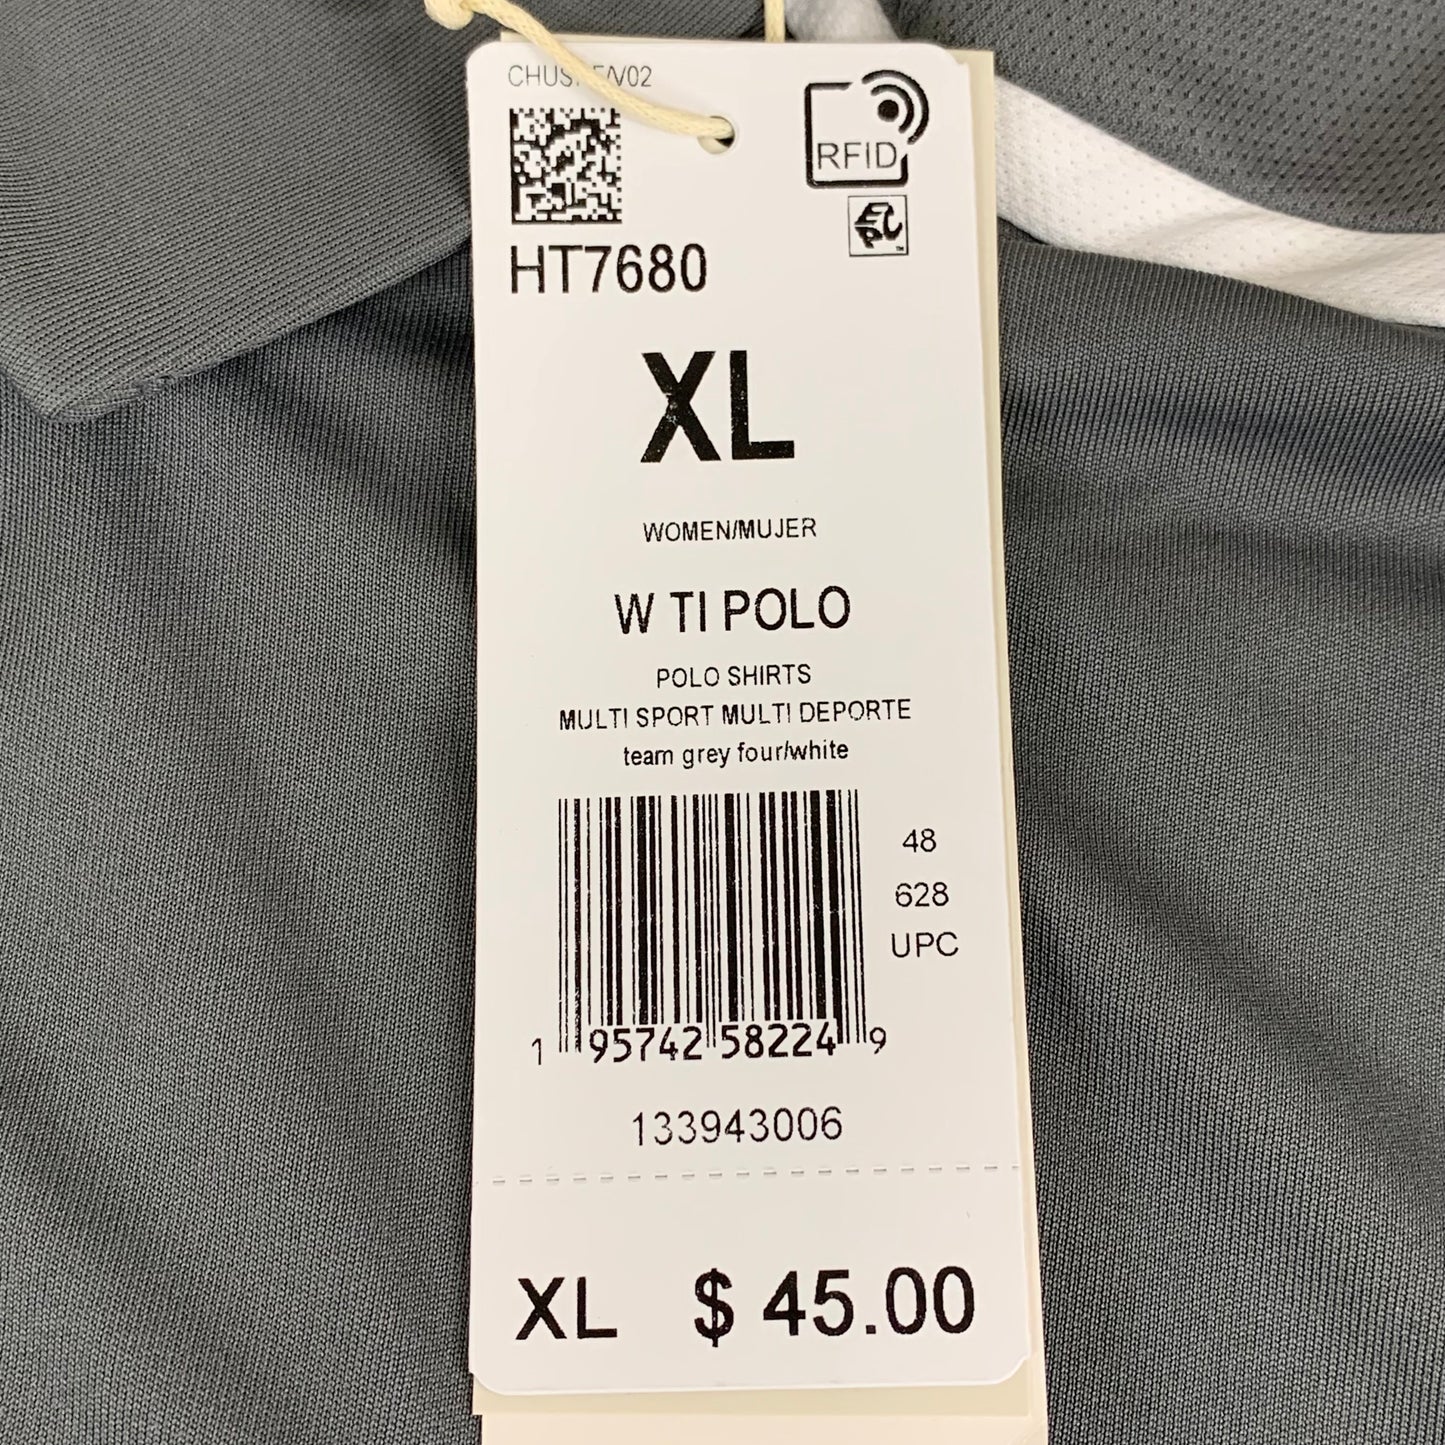 RFID
EPC
HT7680
XL
WOMEN/MUJER
W TI POLO
POLO SHIRTS
MULTI SPORT MULTI DEPORTE
team grey four/white
48
628
UPC
1 95742 58224 9
133943006
XL $ 45.00